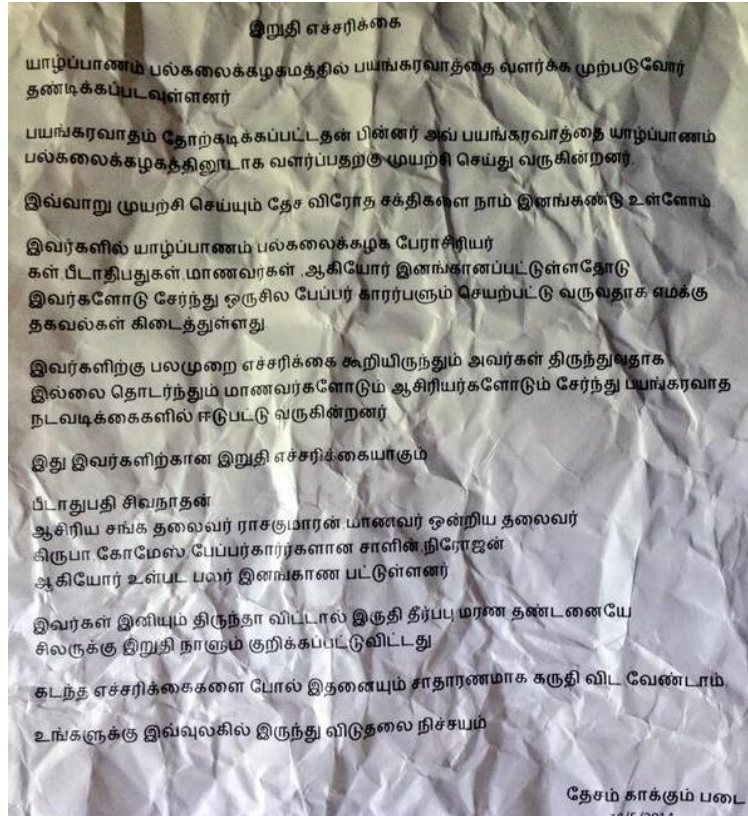 இறுதி எச்சரிக்கை
யாழ்ப்பாணம் பல்கலைக்கழகமத்தில் பயங்கரவாத்தை வளர்க்க முற்படுவோர்
தண்டிக்கப்படவுள்ளனர்
பயங்கரவாதம் தோற்கடிக்கப்பட்டதன் பின்னர் அவ் பயங்கரவாத்தை யாழ்ப்பாணம்
பல்கலைக்கழகத்தினூடாக வளர்ப்பதற்கு முயற்சி செய்து வருகின்றனர்.
இவ்வாறு முயற்சி செய்யும் தேச விரோத சக்திகளை நாம் இனங்கண்டு உள்ளோம்
இவர்களில் யாழ்ப்பாணம் பல்கலைக்கழக பேராசிரியர்
கள்,பீடாதிபதுகள்,மாணவர்கள் ,ஆகியோர் இனங்கானப்பட்டுள்ளதோடு
இவர்களோடு சேர்ந்து ஒருசில பேப்பர் காரர்பளும் செயற்பட்டு வருவதாக எமக்கு
தகவல்கள் கிடைத்துள்ளது
இவர்களிற்கு பலமுறை எச்சரிக்கை கூறியிருந்தும் அவர்கள் திருந்துவதாக
இல்லை தொடர்ந்தும் மாணவர்களோடும் ஆசிரியர்களோடும் சேர்ந்து பயங்கரவாத
நடவடிக்கைகளில் ஈடுபட்டு வருகின்றனர்
இது இவர்களிற்கான இறுதி எச்சரிக்கையாகும்
பீடாதுபதி சிவநாதன்
ஆசிரிய சங்க தலைவர் ராசகுமாரன்,மாணவர் ஒன்றிய தலைவர்
கிருபா,கோமேஸ்,பேப்பர்கார்ர்களான சாளின்,நிரோஜன்
ஆகியோர் உள்பட பலர் இனங்காண பட்டுள்ளனர்
இவர்கள் இனியும் திருந்தா விட்டால் இருதி தீர்பபு மரண தண்டனையே
சிலருக்கு இறுதி நாளும் குறிக்கப்பட்டுவிட்டது
கடந்த எச்சரிக்கைகளை போல் இதனையும் சாதாரணமாக கருதி விட வேண்டாம்.
உங்களுக்கு இவ்வுலகில் இருந்து விடுதலை நிச்சயம்
தேசம் காக்கும் படை